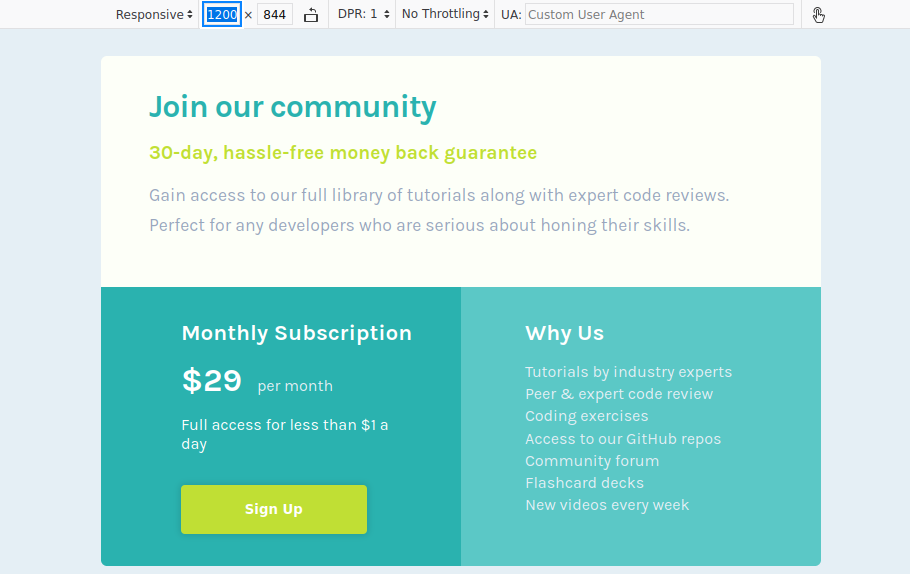 Responsive 1200 × 844 DPR: 1 No Throttling UA: Custom User Agent
Join our community
30-day, hassle-free money back guarantee
Gain access to our full library of tutorials along with expert code reviews.
Perfect for any developers who are serious about honing their skills.
Monthly Subscription
$29 per month
Full access for less than $1 a
day
Sign Up
Why Us
Tutorials by industry experts
Peer & expert code review
Coding exercises
Access to our GitHub repos
Community forum
Flashcard decks
New videos every week